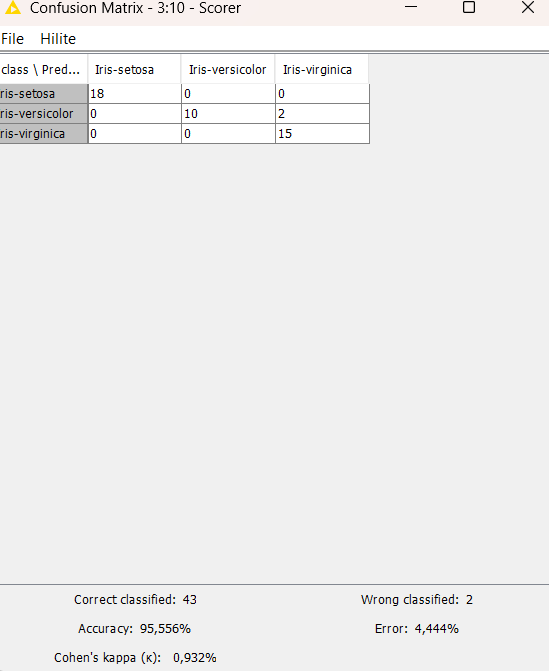 Confusion Matrix - 3:10 - Scorer
File Hilite
class \ Pred... Iris-setosa Iris-versicolor Iris-virginica
ris-setosa 18 0 0
ris-versicolor 0 10 2
ris-virginica 0 0 15
Correct classified: 43 Wrong classified: 2
Accuracy: 95,556% Error: 4,444%
Cohen's kappa (κ): 0,932%